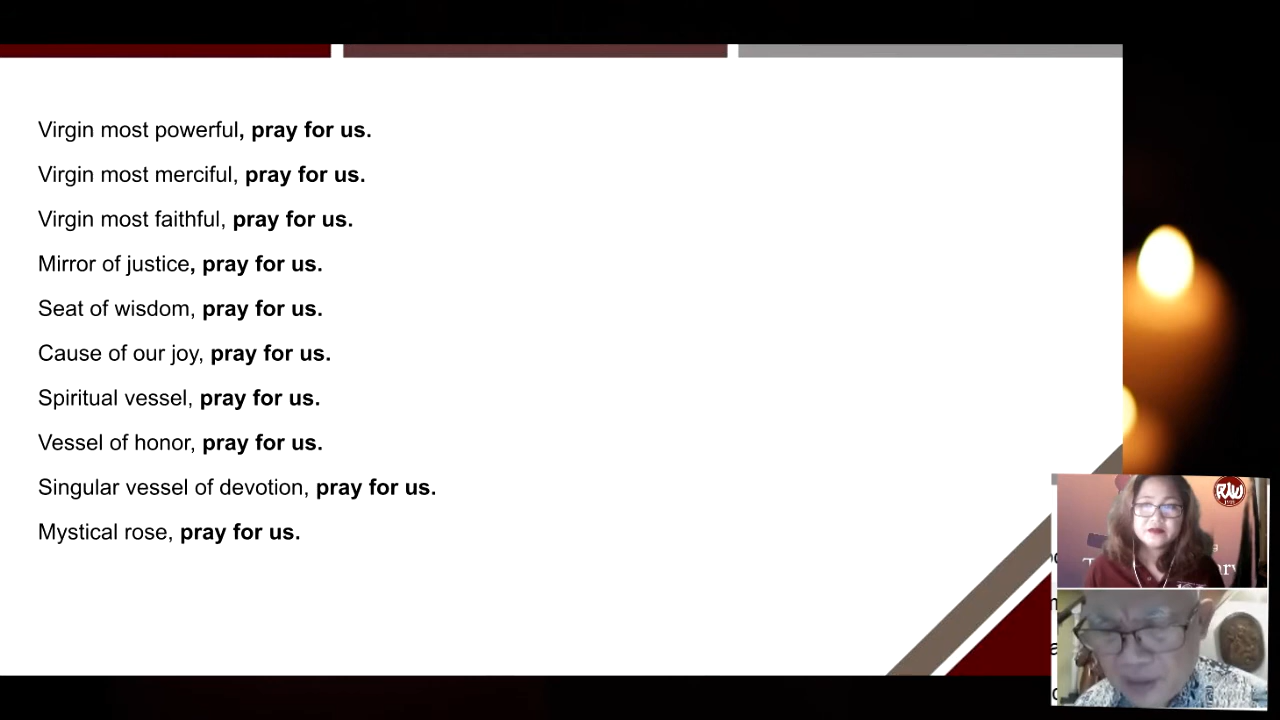 Virgin most powerful, pray for us.
Virgin most merciful, pray for us.
Virgin most faithful, pray for us.
Mirror of justice, pray for us.
Seat of wisdom, pray for us.
Cause of our joy, pray for us.
Spiritual vessel, pray for us.
Vessel of honor, pray for us.
Singular vessel of devotion, pray for us.
Mystical rose, pray for us.